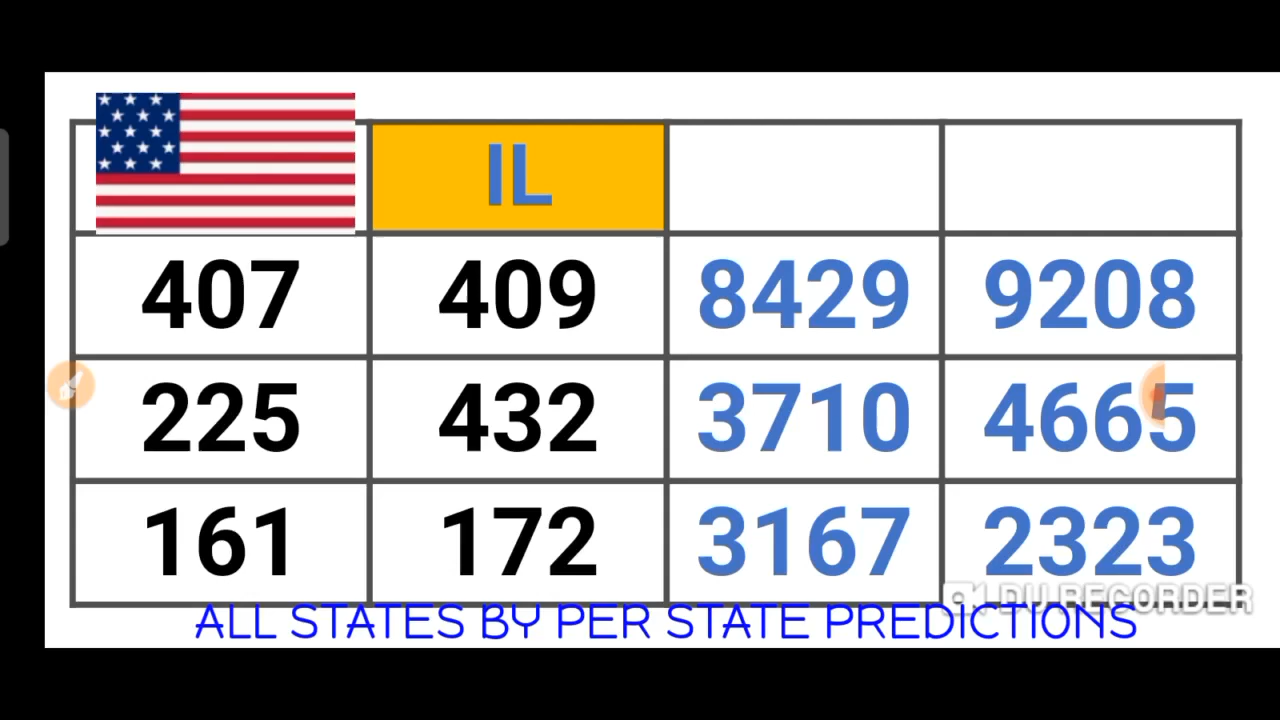 IL
407 409 8429 9208
225 432 3710 4665
161 172 3167 2323
DU RECORDER
ALL STATES BY PER STATE PREDICTIONS